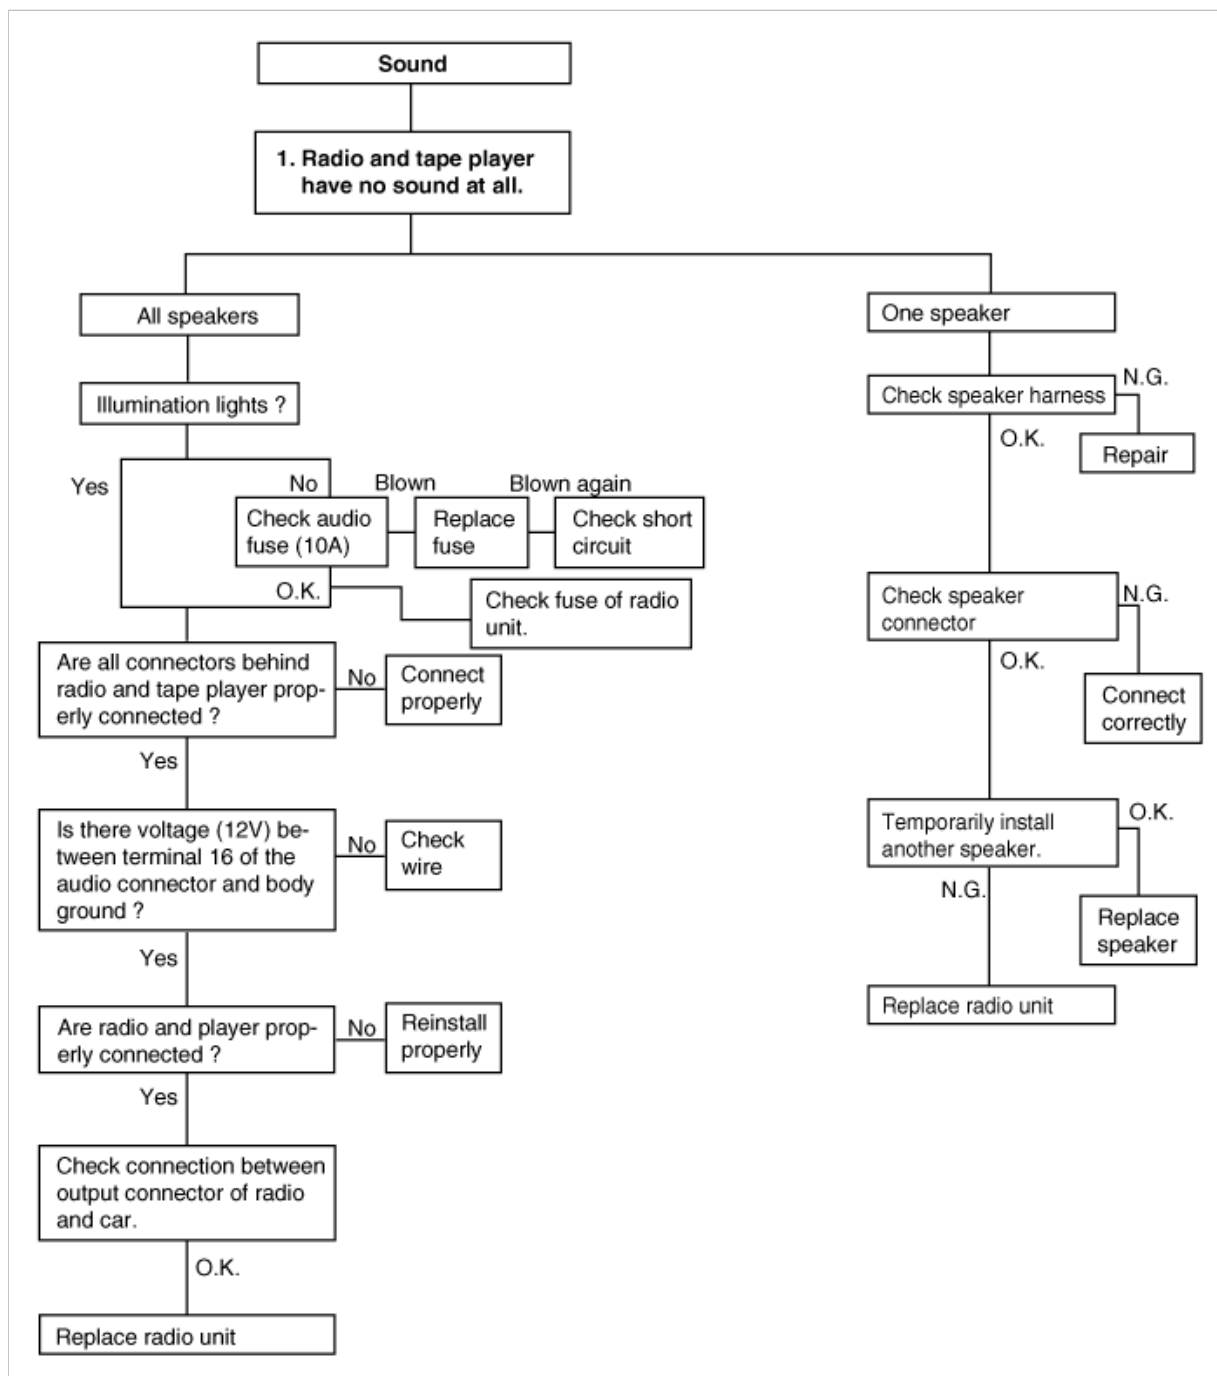 Sound
1. Radio and tape player
have no sound at all.
All speakers
Illumination lights ?
Yes
No
Blown
Blown again
Check audio
fuse (10A)
Replace
fuse
Check short
circuit
O.K.
Check fuse of radio
unit.
Are all connectors behind
radio and tape player prop-
erly connected ?
No
Connect
properly
Yes
Is there voltage (12V) be-
tween terminal 16 of the
audio connector and body
ground ?
No
Check
wire
Yes
Are radio and player prop-
erly connected ?
No
Reinstall
properly
Yes
Check connection between
output connector of radio
and car.
O.K.
Replace radio unit
One speaker
Check speaker harness
N.G.
Repair
O.K.
Check speaker
connector
N.G.
Connect
correctly
O.K.
Temporarily install
another speaker.
O.K.
Replace
speaker
N.G.
Replace radio unit